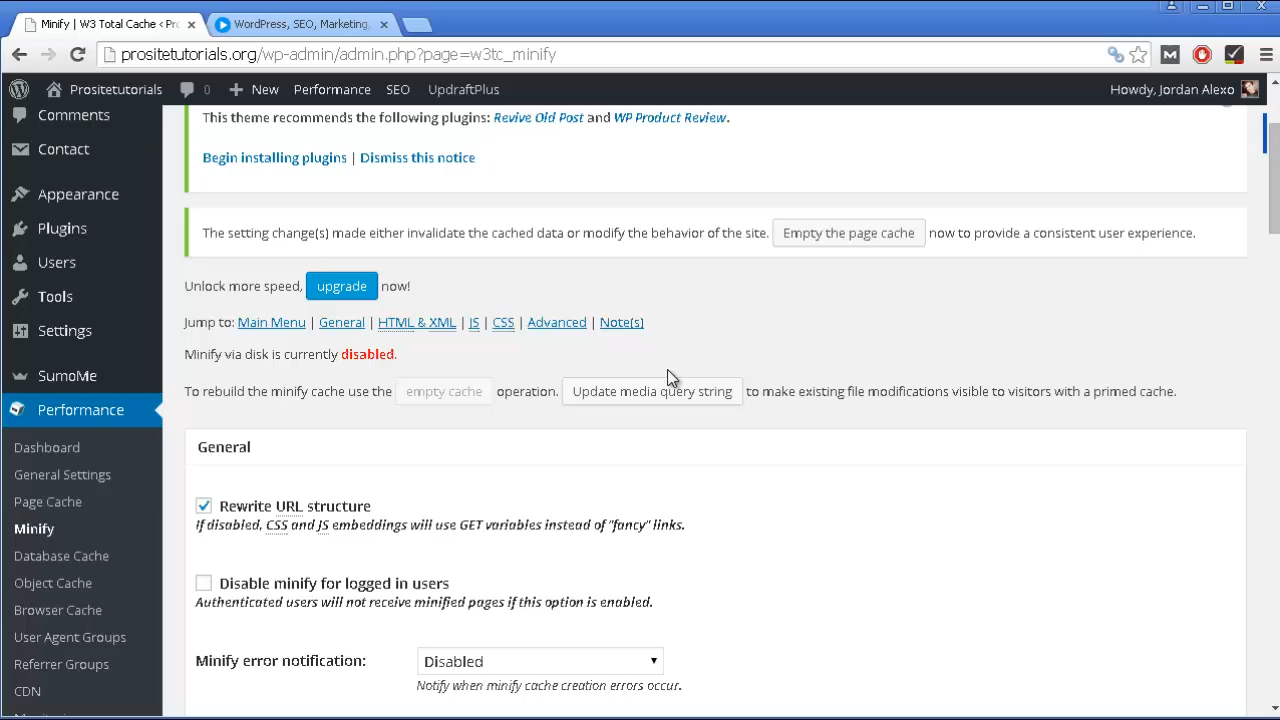 Minify | W3 Total Cache ‹ Pro
WordPress, SEO, Marketing,
prositetutorials.org/wp-admin/admin.php?page=w3tc_minify
Prositetutorials 0 New Performance SEO UpdraftPlus Howdy, Jordan Alexo
Comments
Contact
Appearance
Plugins
Users
Tools
Settings
SumoMe
Performance
Dashboard
General Settings
Page Cache
Minify
Database Cache
Object Cache
Browser Cache
User Agent Groups
Referrer Groups
CDN
This theme recommends the following plugins: Revive Old Post and WP Product Review.
Begin installing plugins | Dismiss this notice
The setting change(s) made either invalidate the cached data or modify the behavior of the site. Empty the page cache now to provide a consistent user experience.
Unlock more speed, upgrade now!
Jump to: Main Menu | General | HTML & XML | JS | CSS | Advanced | Note(s)
Minify via disk is currently disabled.
To rebuild the minify cache use the empty cache operation. Update media query string to make existing file modifications visible to visitors with a primed cache.
General
Rewrite URL structure
If disabled, CSS and JS embeddings will use GET variables instead of "fancy" links.
Disable minify for logged in users
Authenticated users will not receive minified pages if this option is enabled.
Minify error notification: Disabled
Notify when minify cache creation errors occur.